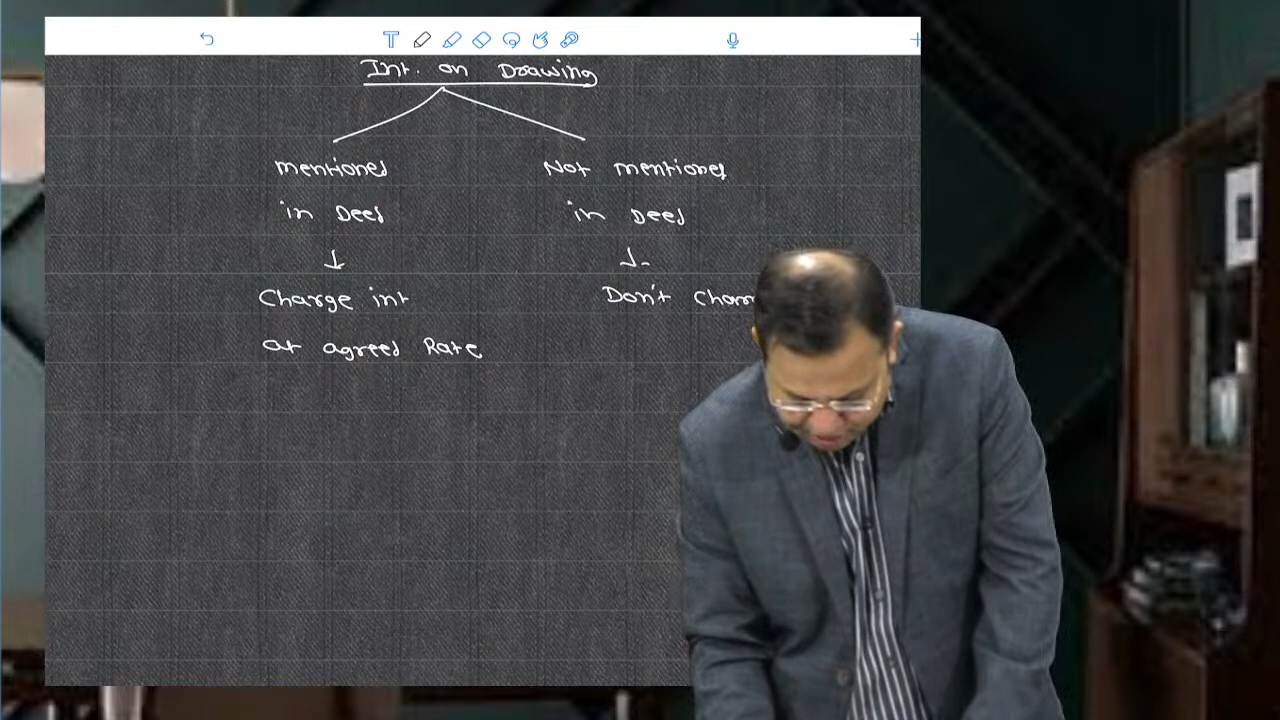 Int. on Drawing
mentioned
in Deed
Charge int
at agreed Rate
Not mentioned
in Deed
Don't